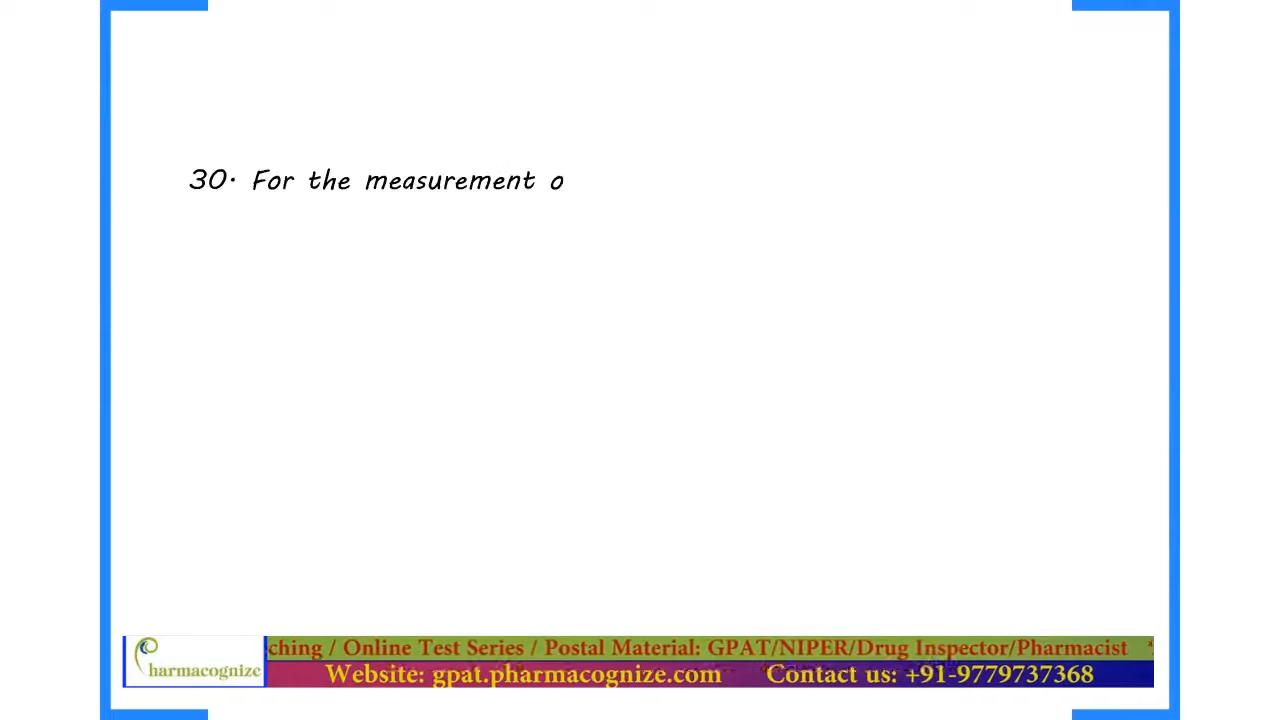 30. For the measurement o
harmacognize
ching / Online Test Series / Postal Material: GPAT/NIPER/Drug Inspector/Pharmacist
Website: gpat.pharmacognize.com Contact us: +91-9779737368